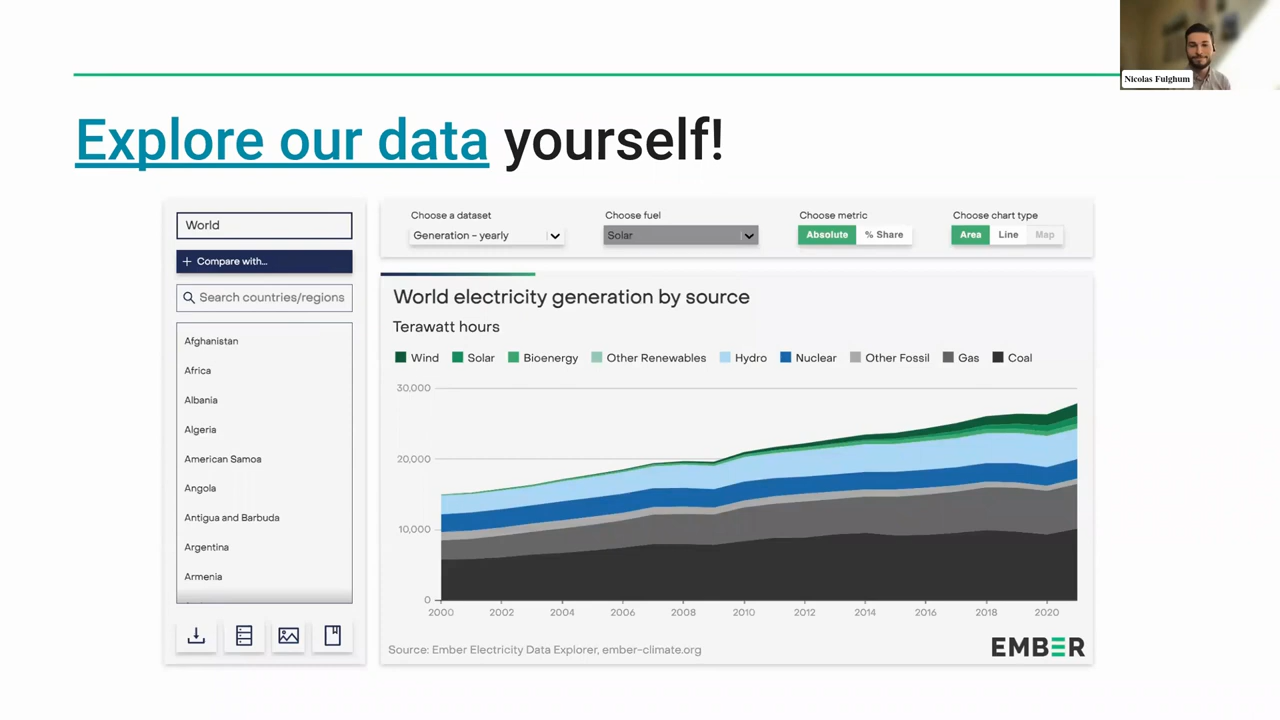 Nicolas Fulghum
Explore our data yourself!
World
+ Compare with...
Search countries/regions
Afghanistan
Africa
Albania
Algeria
American Samoa
Angola
Antigua and Barbuda
Argentina
Armenia
Choose a dataset
Generation - yearly
Choose fuel
Solar
Choose metric
Absolute % Share
Choose chart type
Area Line Map
World electricity generation by source
Terawatt hours
Wind Solar Bioenergy Other Renewables Hydro Nuclear Other Fossil Gas Coal
30,000
20,000
10,000
0
2000 2002 2004 2006 2008 2010 2012 2014 2016 2018 2020
Source: Ember Electricity Data Explorer, ember-climate.org
EMBER